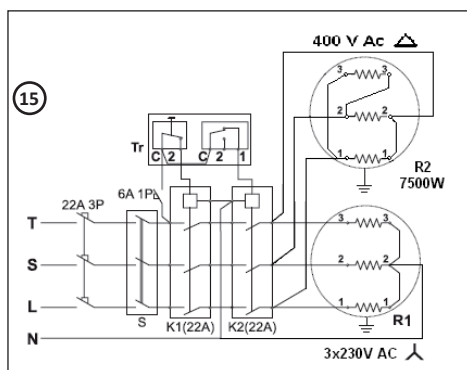 400 V Ac
15
3 3
2 2
1 1
R2
7500W
Tr
C 2 C 2 1
6A 1PL
22A 3P
T
S
L
N
S
K1(22A) K2(22A)
3 3
2 2
1 1
R1
3x230V AC